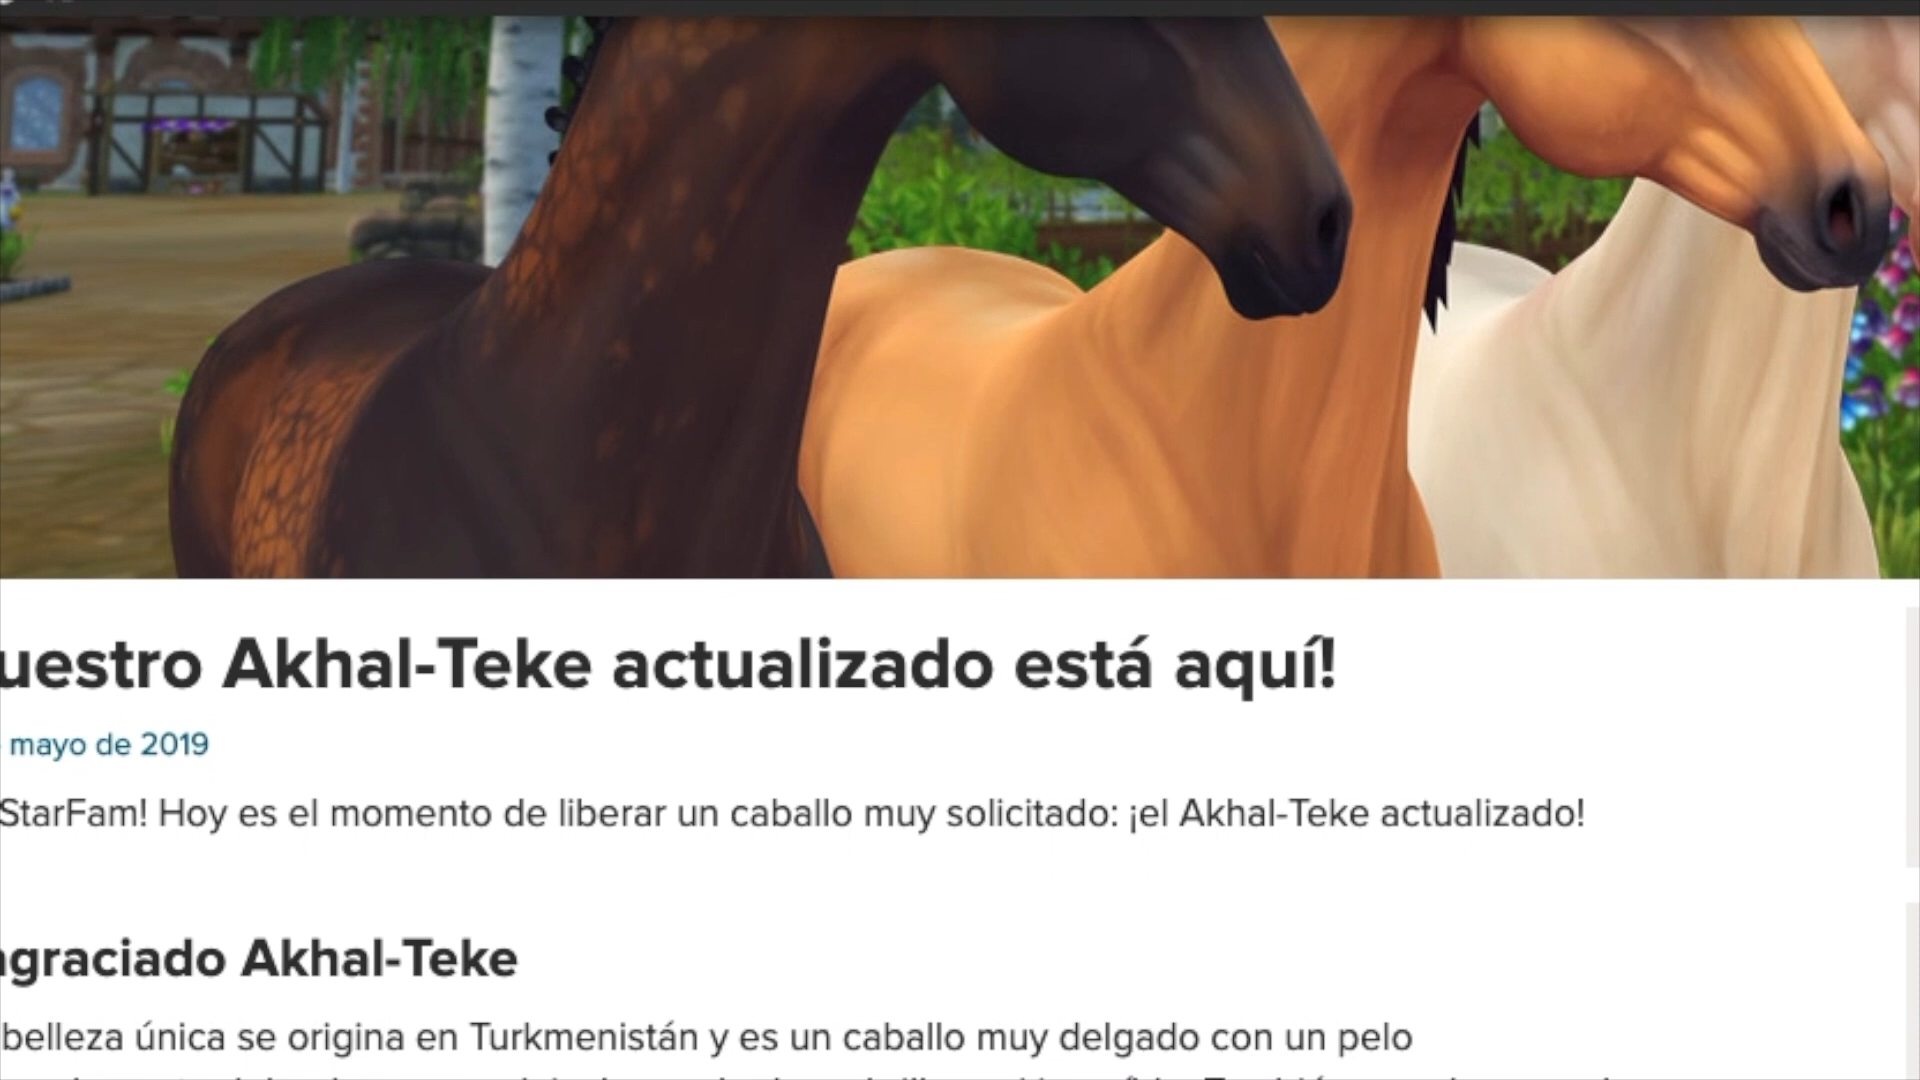 uestro Akhal-Teke actualizado está aquí!
mayo de 2019
StarFam! Hoy es el momento de liberar un caballo muy solicitado: ¡el Akhal-Teke actualizado!
agraciado Akhal-Teke
belleza única se origina en Turkmenistán y es un caballo muy delgado con un pelo